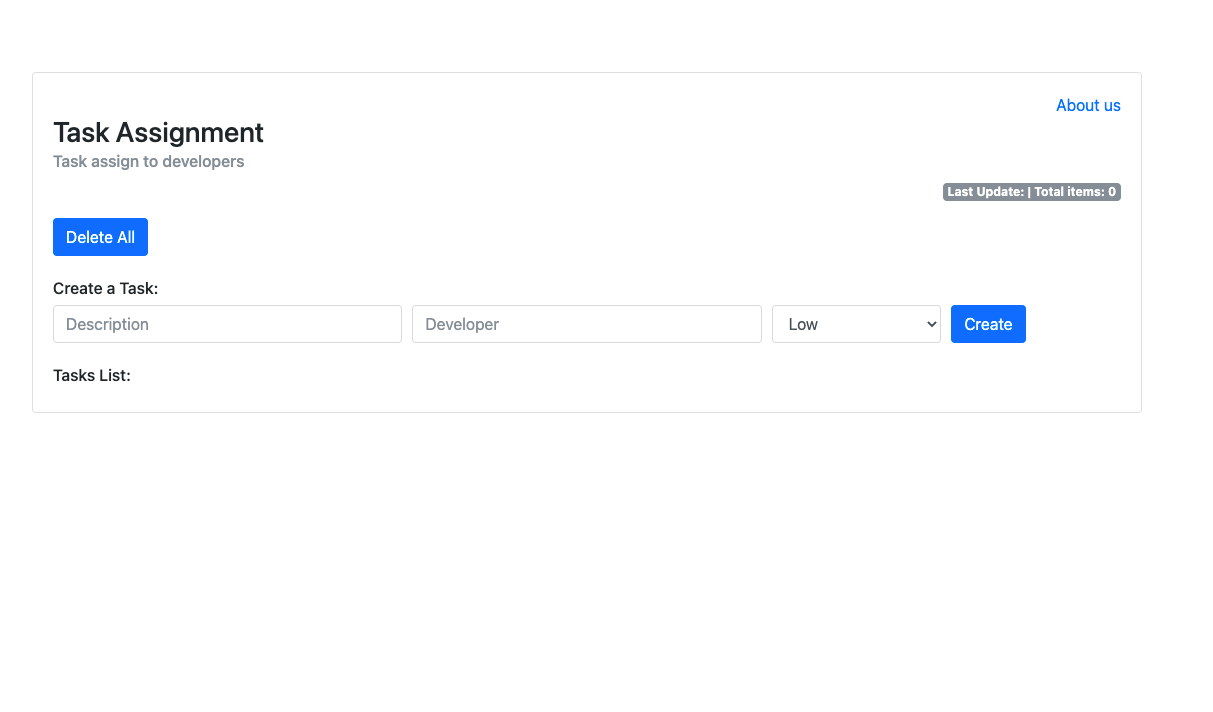 About us
Task Assignment
Task assign to developers
Last Update: | Total items: 0
Delete All
Create a Task:
Description Developer Low Create
Tasks List: